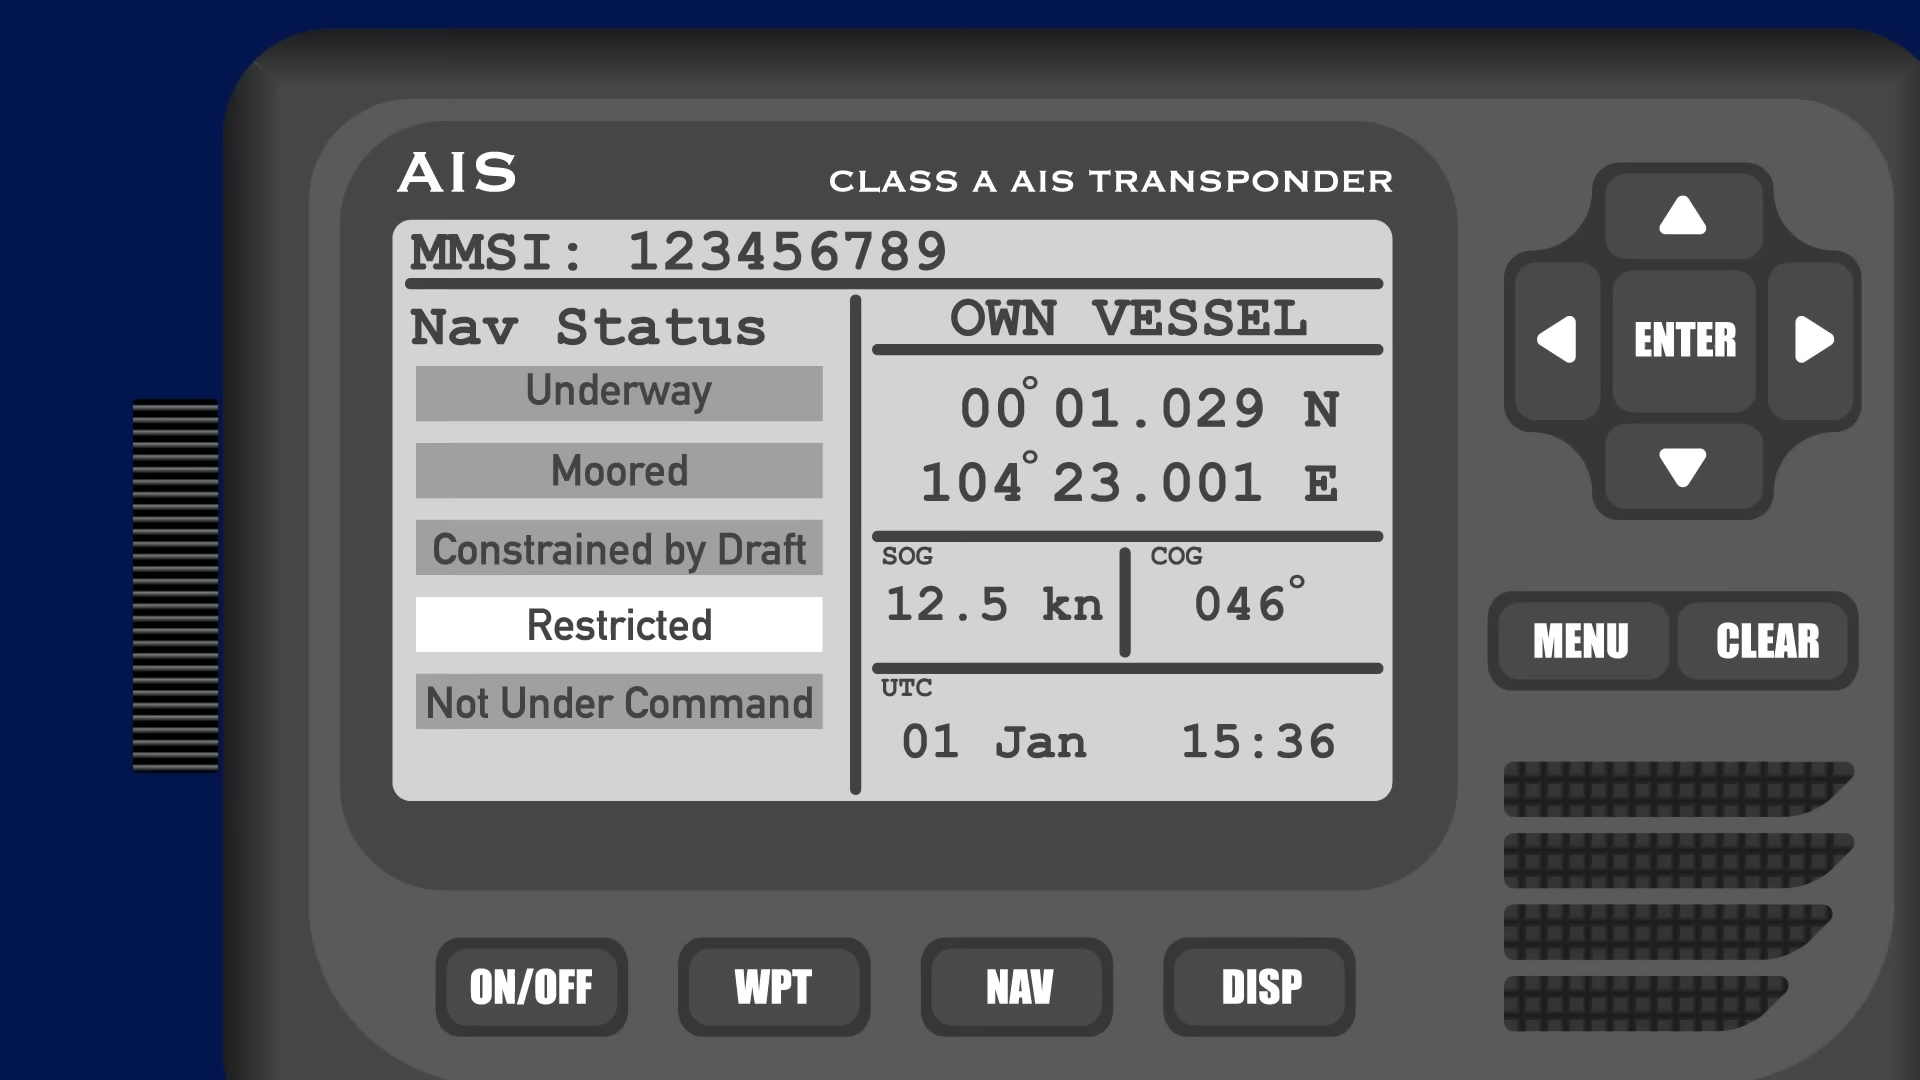 AIS
CLASS A AIS TRANSPONDER
MMSI: 123456789
Nav Status
Underway
Moored
Constrained by Draft
Restricted
Not Under Command
OWN VESSEL
00°01.029 N
104°23.001 E
SOG
12.5 kn
COG
046°
UTC
01 Jan 15:36
ENTER
MENU
CLEAR
ON/OFF
WPT
NAV
DISP